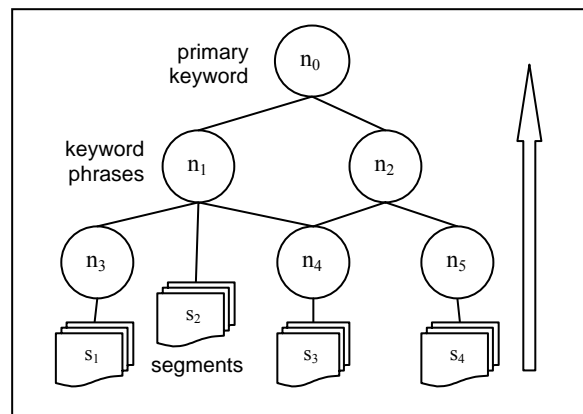 primary
keyword
n₀
keyword
phrases
n₁
n₂
n₃
n₄
n₅
s₂
s₁
segments
s₃
s₄